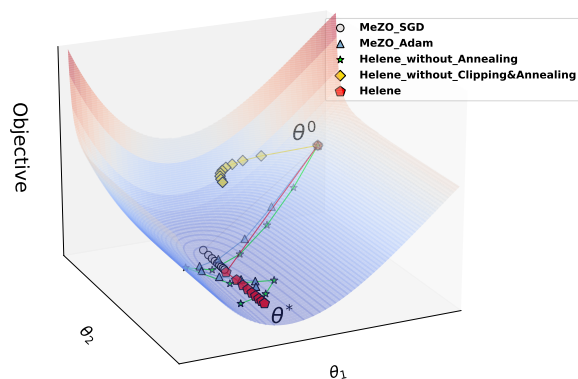 MeZO_SGD
MeZO_Adam
Helene_without_Annealing
Helene_without_Clipping&Annealing
Helene
θ⁰
Objective
θ*
θ₂
θ₁